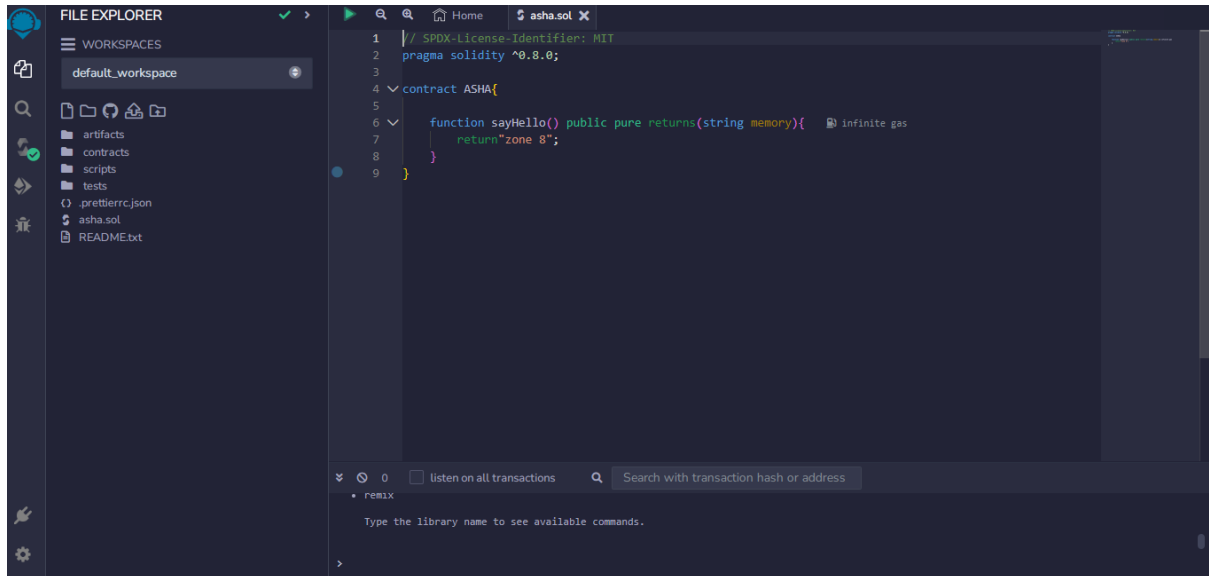 FILE EXPLORER
WORKSPACES
default_workspace
artifacts
contracts
scripts
tests
.prettierrc.json
asha.sol
README.txt
Home
asha.sol
1 // SPDX-License-Identifier: MIT
2 pragma solidity ^0.8.0;
3
4 contract ASHA{
5
6 function sayHello() public pure returns(string memory){ infinite gas
7 return"zone 8";
8 }
9 }
0 listen on all transactions Search with transaction hash or address
• remix
Type the library name to see available commands.
>